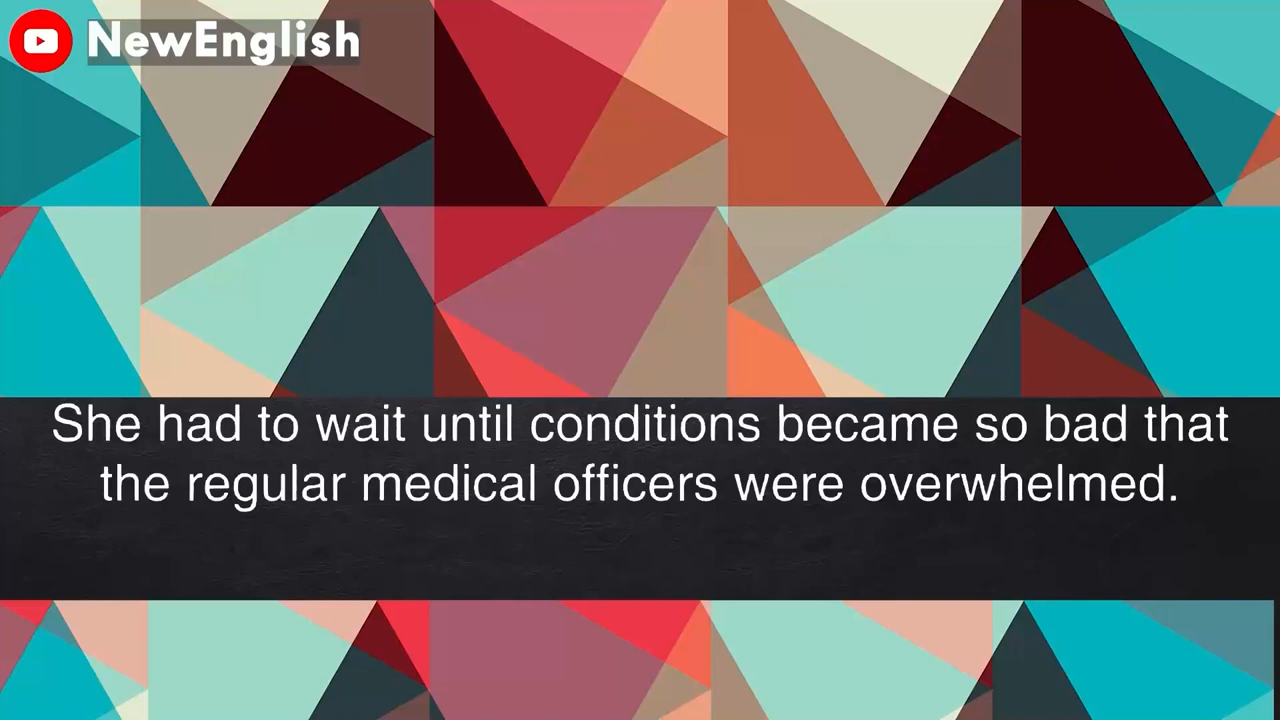 NewEnglish
She had to wait until conditions became so bad that
the regular medical officers were overwhelmed.